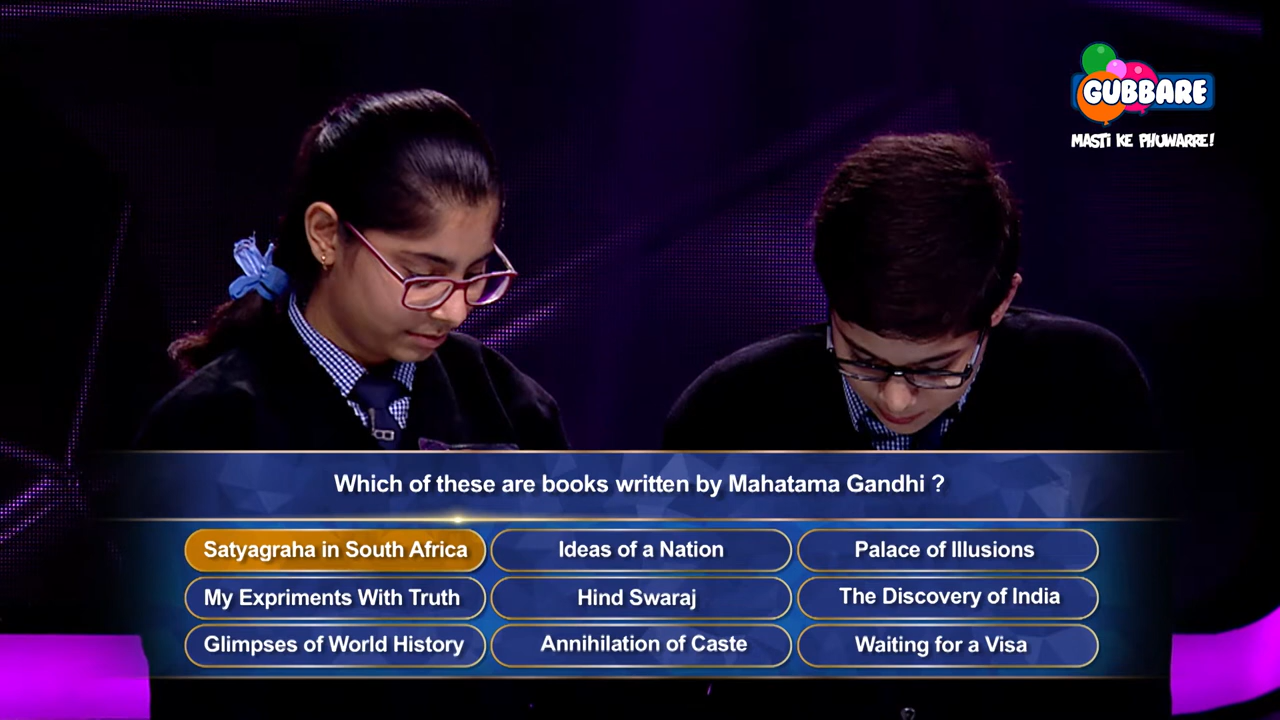 GUBBARE
MASTI KE PHUWARRE!
Which of these are books written by Mahatama Gandhi ?
Satyagraha in South Africa
Ideas of a Nation
Palace of Illusions
My Expriments With Truth
Hind Swaraj
The Discovery of India
Glimpses of World History
Annihilation of Caste
Waiting for a Visa